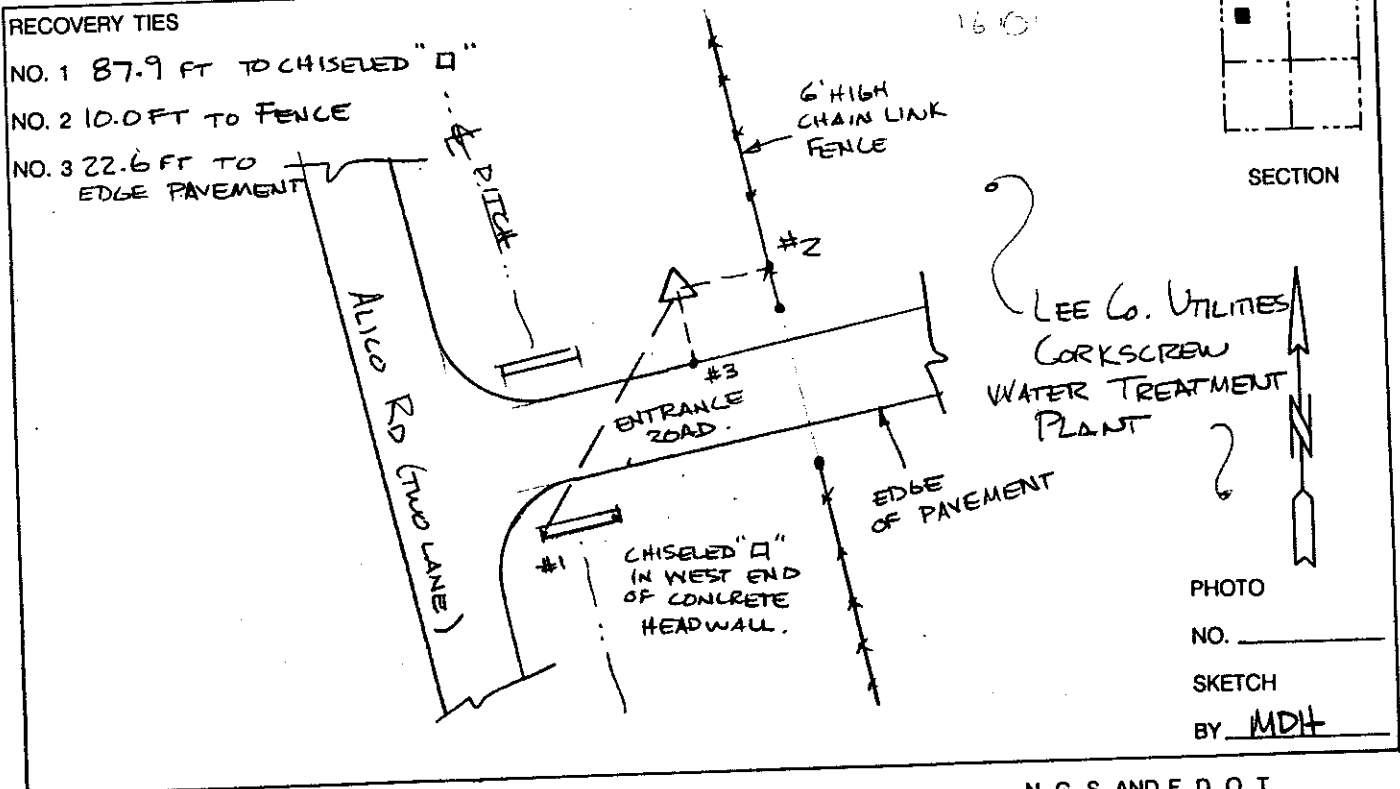 RECOVERY TIES
NO. 1 87.9 FT TO CHISELED "□"
NO. 2 10.0 FT TO FENCE
NO. 3 22.6 FT TO
EDGE PAVEMENT
DITCH
6' HIGH
CHAIN LINK
FENCE
SECTION
#2
#3
ALICO RD (TWO LANE)
ENTRANCE
ROAD.
LEE CO. UTILITIES
CORKSCREW
WATER TREATMENT
PLANT
N
EDGE
OF PAVEMENT
#1
CHISELED "□"
IN WEST END
OF CONCRETE
HEADWALL.
PHOTO
NO.
SKETCH
BY MDH
N. G. S. AND F. D. O. T.